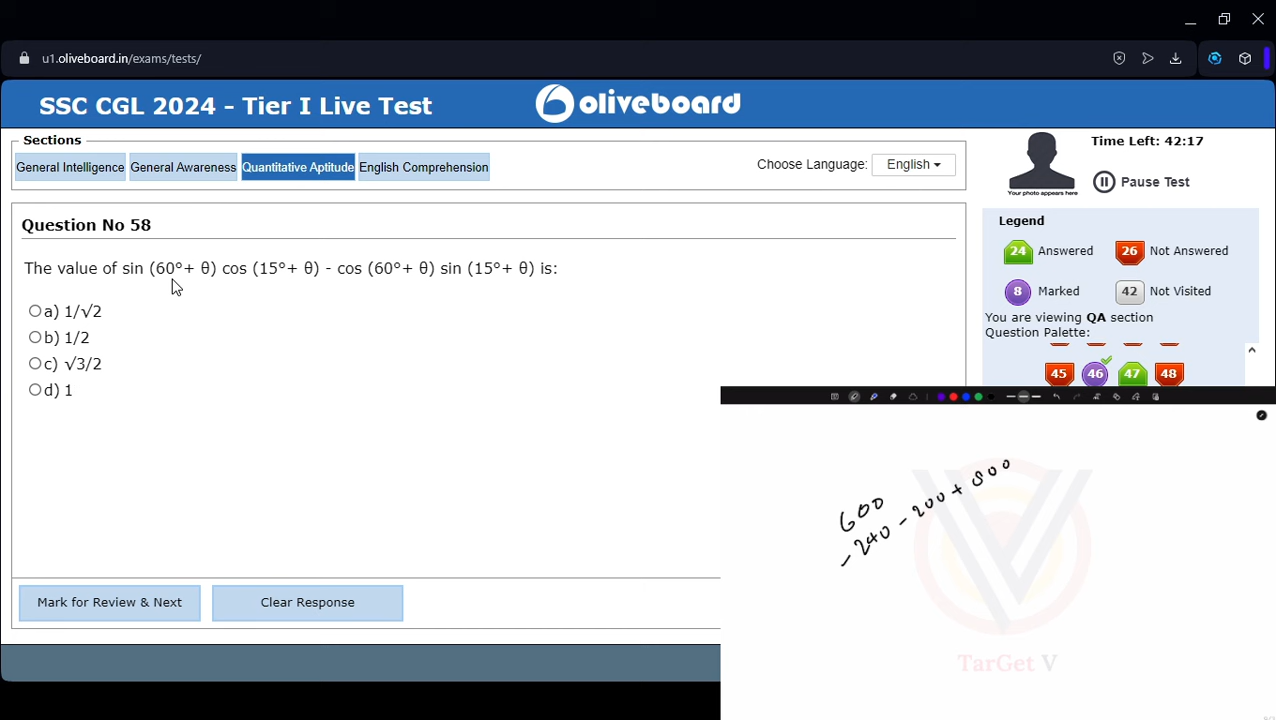 u1.oliveboard.in/exams/tests/
SSC CGL 2024 - Tier I Live Test
oliveboard
Sections
General Intelligence
General Awareness
Quantitative Aptitude
English Comprehension
Choose Language:
English
Your photo appears here
Time Left: 42:17
Pause Test
Question No 58
The value of sin (60°+ θ) cos (15°+ θ) - cos (60°+ θ) sin (15°+ θ) is:
a) 1/√2
b) 1/2
c) √3/2
d) 1
Legend
24 Answered
26 Not Answered
8 Marked
42 Not Visited
You are viewing QA section
Question Palette:
45 46 47 48
600
-240 - 200 + 800
TarGet V
Mark for Review & Next
Clear Response